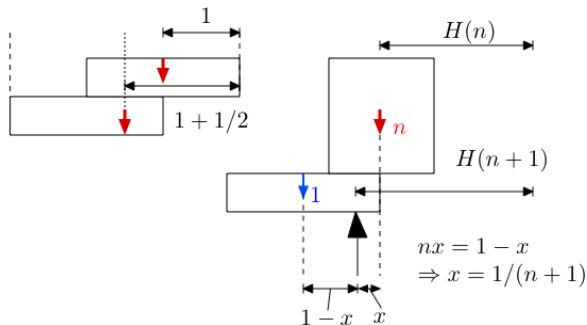 1
1 + 1/2
H(n)
n
H(n + 1)
1
nx = 1 − x
⇒ x = 1/(n + 1)
1 − x
x